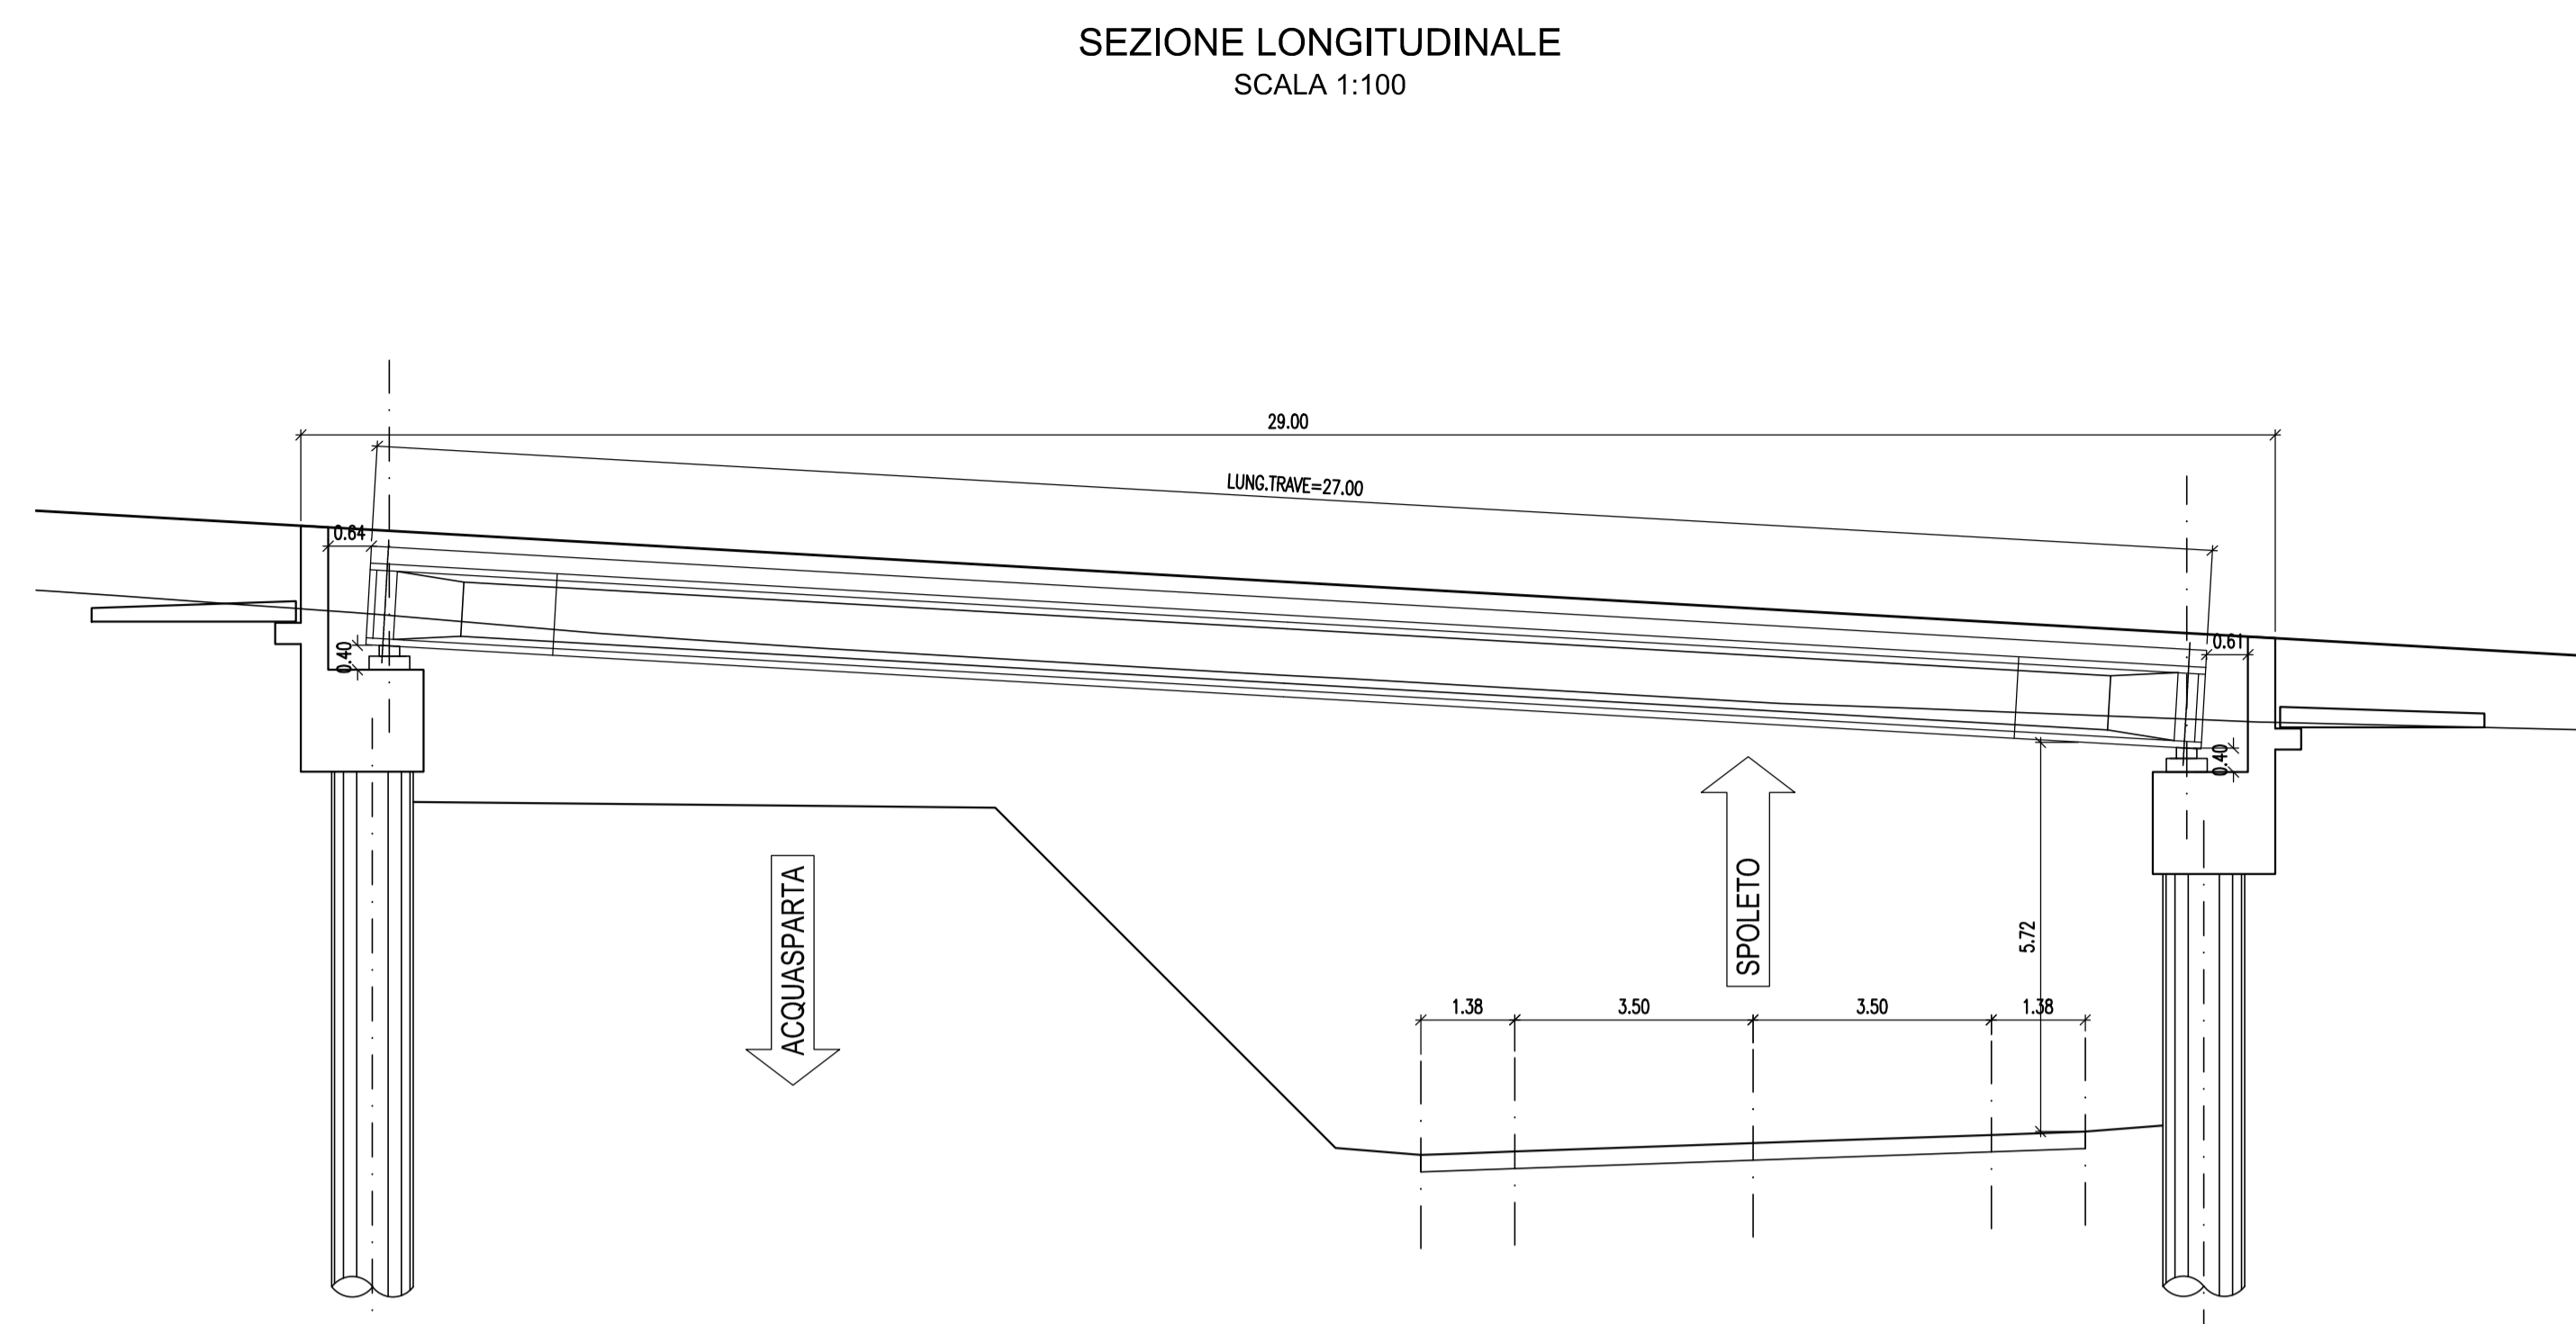 SEZIONE LONGITUDINALE
SCALA 1:100
29.00
LUNG.TRAVE=27.00
0.64
0.61
0.40
0.40
ACQUASPARTA
SPOLETO
5.72
1.38 3.50 3.50 1.38